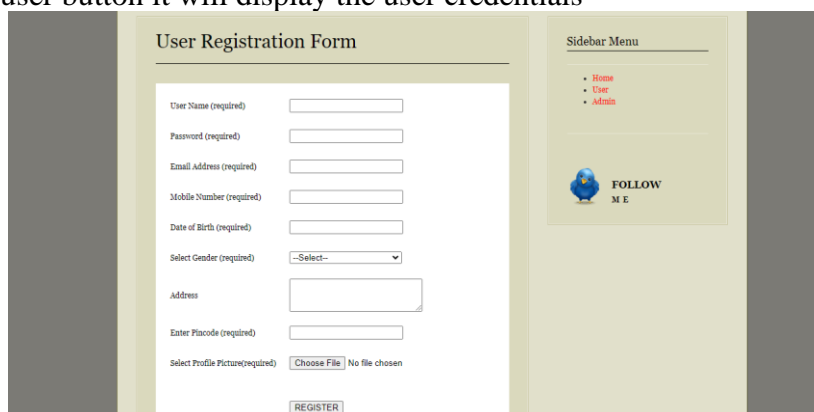 user button it will display the user credentials
User Registration Form
User Name (required)
Password (required)
Email Address (required)
Mobile Number (required)
Date of Birth (required)
Select Gender (required) --Select--
Address
Enter Pincode (required)
Select Profile Picture(required) Choose File No file chosen
REGISTER
Sidebar Menu
Home
User
Admin
FOLLOW
ME